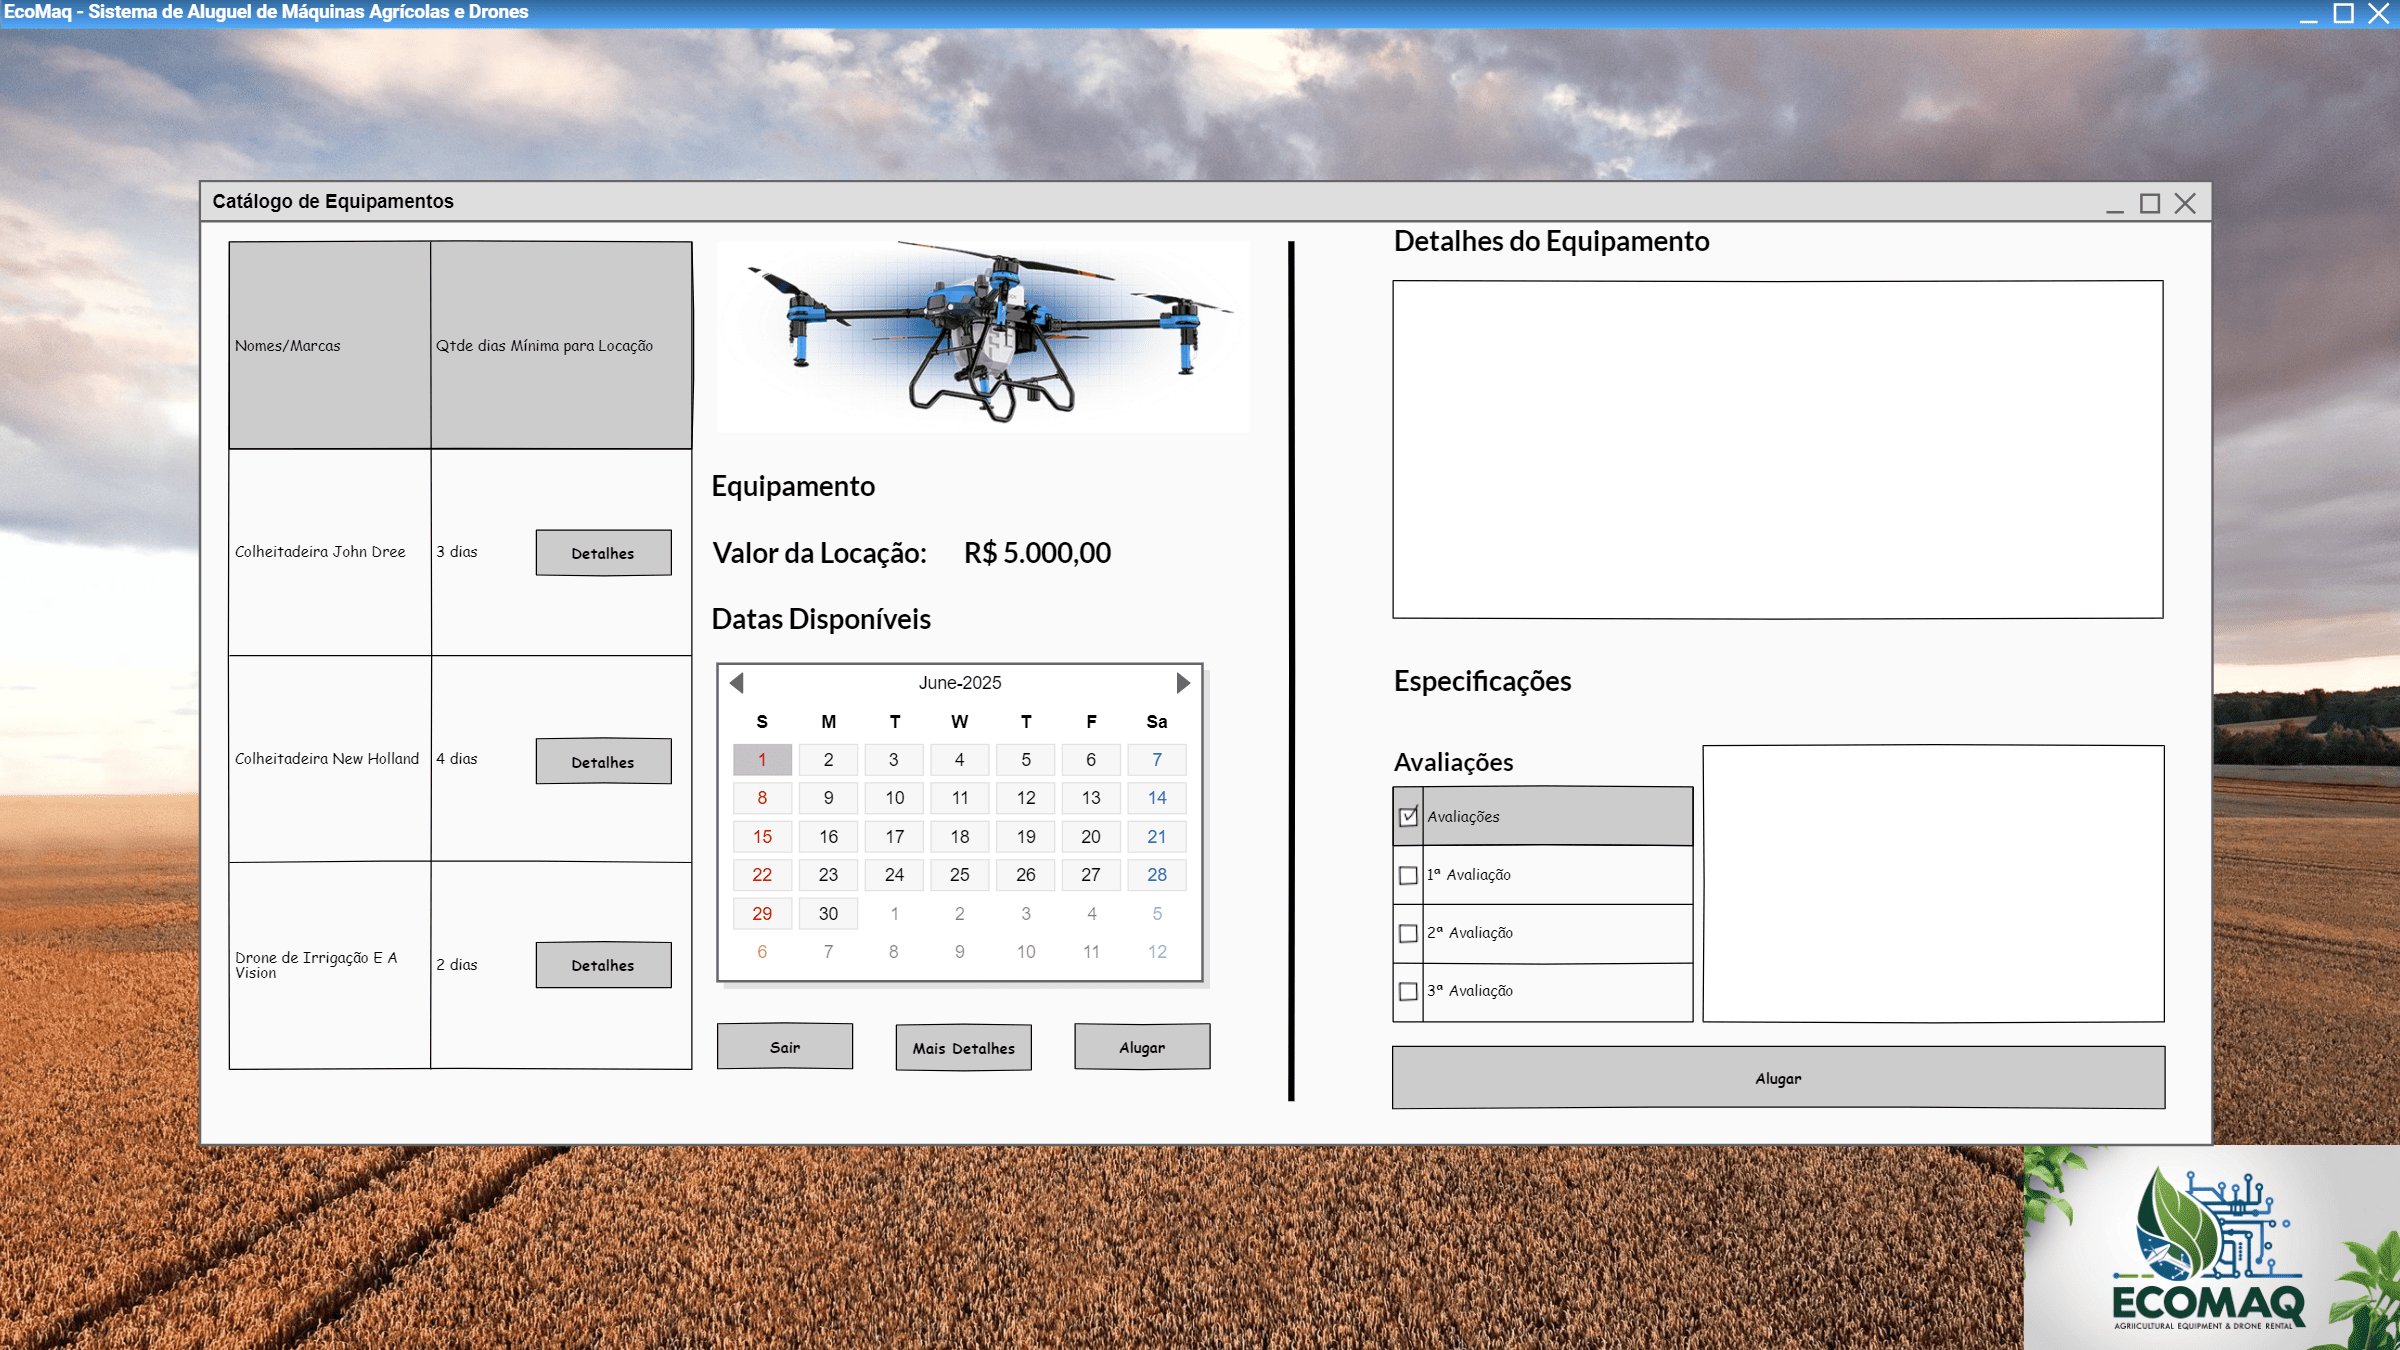 EcoMaq - Sistema de Aluguel de Máquinas Agrícolas e Drones
Catálogo de Equipamentos
Nomes/Marcas
Qtde dias Mínima para Locação
Colheitadeira John Dree
3 dias
Detalhes
Colheitadeira New Holland
4 dias
Detalhes
Drone de Irrigação E A
Vision
2 dias
Detalhes
Equipamento
Valor da Locação: R$ 5.000,00
Datas Disponíveis
June-2025
S M T W T F Sa
1 2 3 4 5 6 7
8 9 10 11 12 13 14
15 16 17 18 19 20 21
22 23 24 25 26 27 28
29 30 1 2 3 4 5
6 7 8 9 10 11 12
Sair
Mais Detalhes
Alugar
Detalhes do Equipamento
Especificações
Avaliações
Avaliações
1ª Avaliação
2ª Avaliação
3ª Avaliação
Alugar
ECOMAQ
AGRIICULTURAL EQUIPMENT & DRONE RENTAL